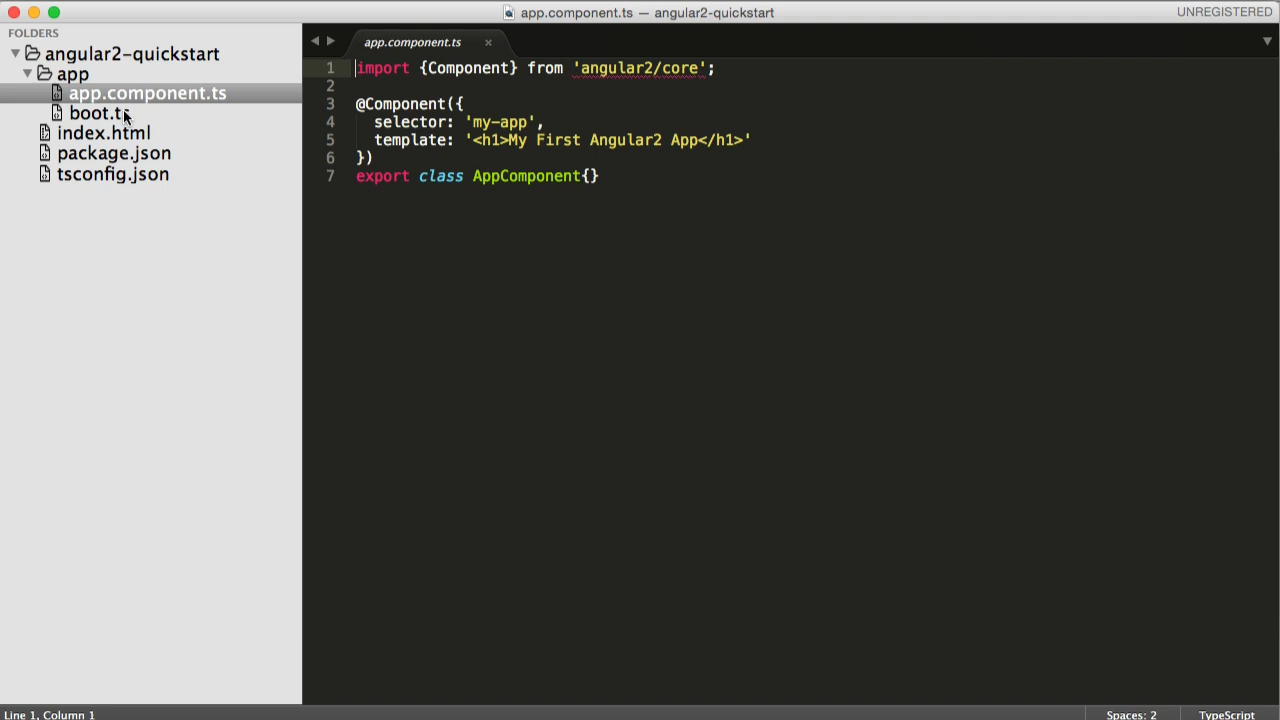 app.component.ts — angular2-quickstart
UNREGISTERED
FOLDERS
angular2-quickstart
app
app.component.ts
boot.ts
index.html
package.json
tsconfig.json
app.component.ts ×
1 import {Component} from 'angular2/core';
2
3 @Component({
4 selector: 'my-app',
5 template: '<h1>My First Angular2 App</h1>'
6 })
7 export class AppComponent{}
Line 1, Column 1
Spaces: 2
TypeScript